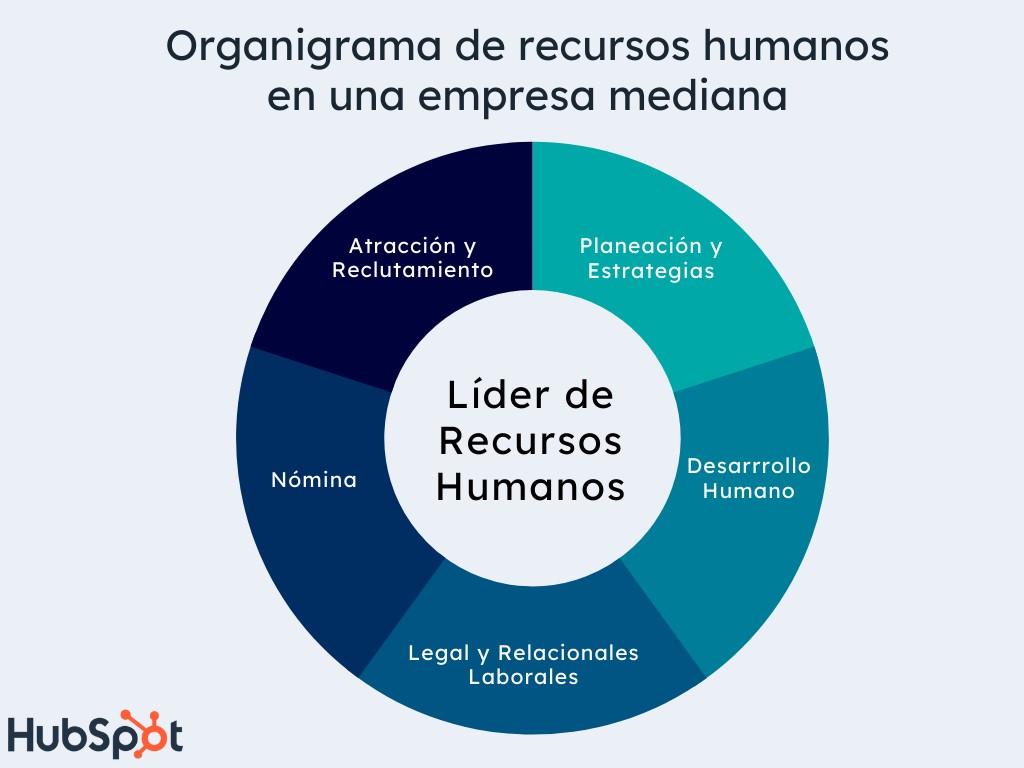 Organigrama de recursos humanos
en una empresa mediana
Atracción y
Reclutamiento
Planeación y
Estrategias
Líder de
Recursos
Humanos
Nómina
Desarrrollo
Humano
Legal y Relacionales
Laborales
HubSpot